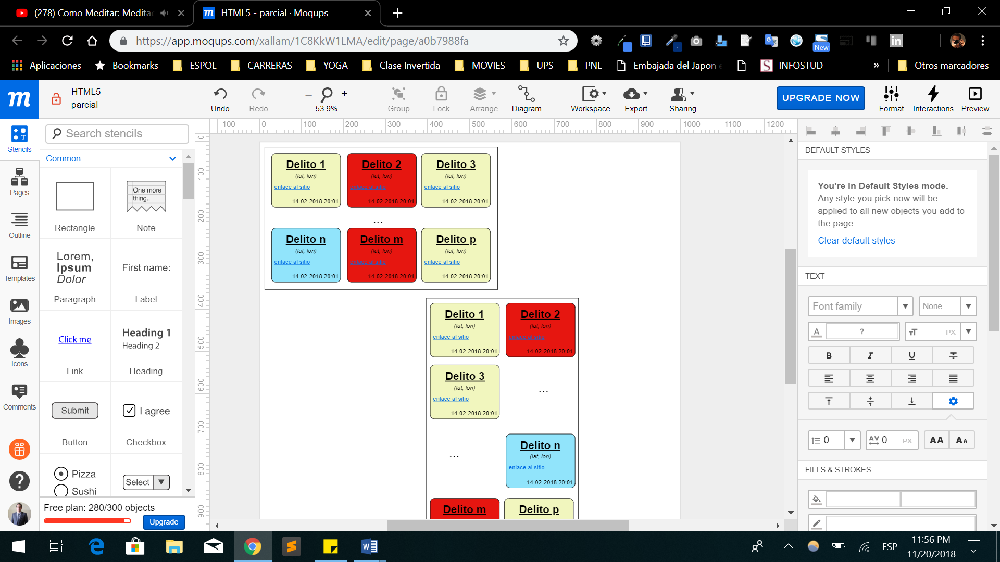 (278) Como Meditar: Medita
HTML5 - parcial · Moqups
https://app.moqups.com/xallam/1C8KkW1LMA/edit/page/a0b7988fa
New
Aplicaciones
Bookmarks
ESPOL
CARRERAS
YOGA
Clase Invertida
MOVIES
UPS
PNL
Embajada del Japon e
INFOSTUD
»
Otros marcadores
HTML5
parcial
Undo
Redo
53.9%
Group
Lock
Arrange
Diagram
Workspace
Export
Sharing
UPGRADE NOW
Format
Interactions
Preview
Stencils
Pages
Outline
Templates
Images
Icons
Comments
Search stencils
Common
Rectangle
One more
thing..
Note
Lorem,
Ipsum
Dolor
Paragraph
First name:
Label
Click me
Link
Heading 1
Heading 2
Heading
Submit
Button
I agree
Checkbox
Pizza
Sushi
Select
Free plan: 280/300 objects
Upgrade
-100 0 100 200 300 400 500 600 700 800 900 1000 1100 1200
0
100
200
300
400
500
600
700
800
900
Delito 1
(lat, lon)
enlace al sitio
14-02-2018 20:01
Delito 2
(lat, lon)
enlace al sitio
14-02-2018 20:01
Delito 3
(lat, lon)
enlace al sitio
14-02-2018 20:01
...
Delito n
(lat, lon)
enlace al sitio
14-02-2018 20:01
Delito m
(lat, lon)
enlace al sitio
14-02-2018 20:01
Delito p
(lat, lon)
enlace al sitio
14-02-2018 20:01
Delito 1
(lat, lon)
enlace al sitio
14-02-2018 20:01
Delito 2
(lat, lon)
enlace al sitio
14-02-2018 20:01
Delito 3
(lat, lon)
enlace al sitio
14-02-2018 20:01
...
...
Delito n
(lat, lon)
enlace al sitio
14-02-2018 20:01
Delito m
Delito p
DEFAULT STYLES
You're in Default Styles mode.
Any style you pick now will be
applied to all new objects you add to
the page.
Clear default styles
TEXT
Font family
None
A ?
TT PX
B I U
0
AV 0 PX
AA AA
FILLS & STROKES
ESP
11:56 PM
11/20/2018